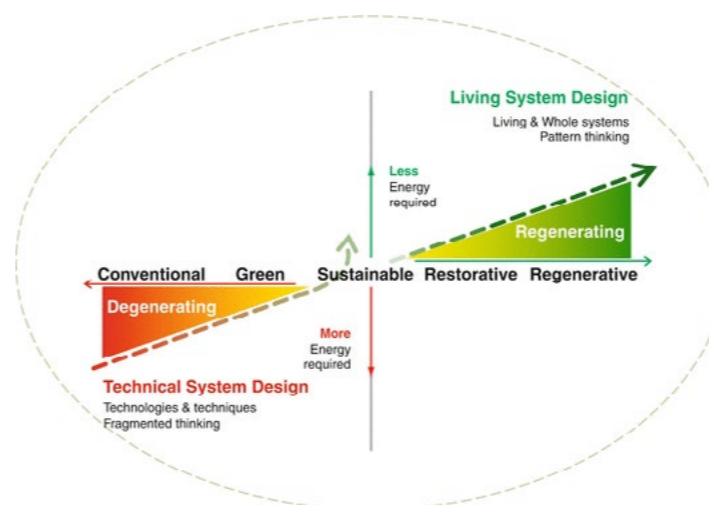 Living System Design
Living & Whole systems
Pattern thinking
Less
Energy
required
Regenerating
Conventional Green Sustainable Restorative Regenerative
Degenerating
More
Energy
required
Technical System Design
Technologies & techniques
Fragmented thinking